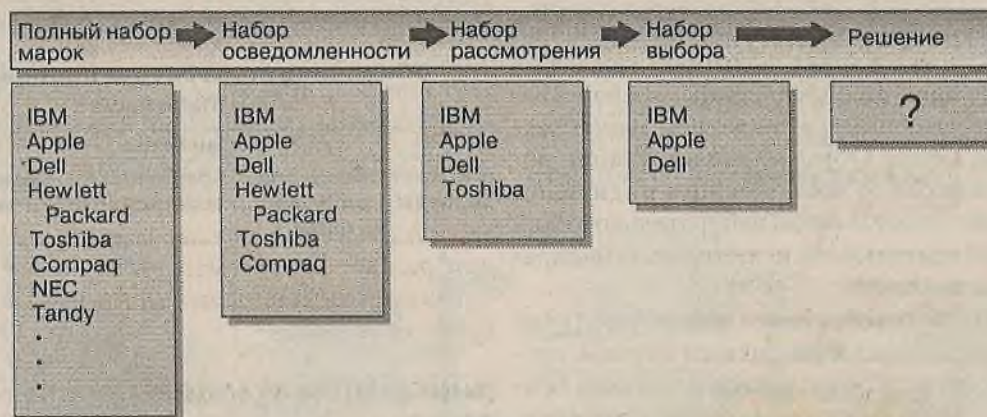 Полный набор
марок
Набор
осведомленности
Набор
рассмотрения
Набор
выбора
Решение
IBM
Apple
Dell
Hewlett
Packard
Toshiba
Compaq
NEC
Tandy
.
.
.
IBM
Apple
Dell
Hewlett
Packard
Toshiba
Compaq
IBM
Apple
Dell
Toshiba
IBM
Apple
Dell
?